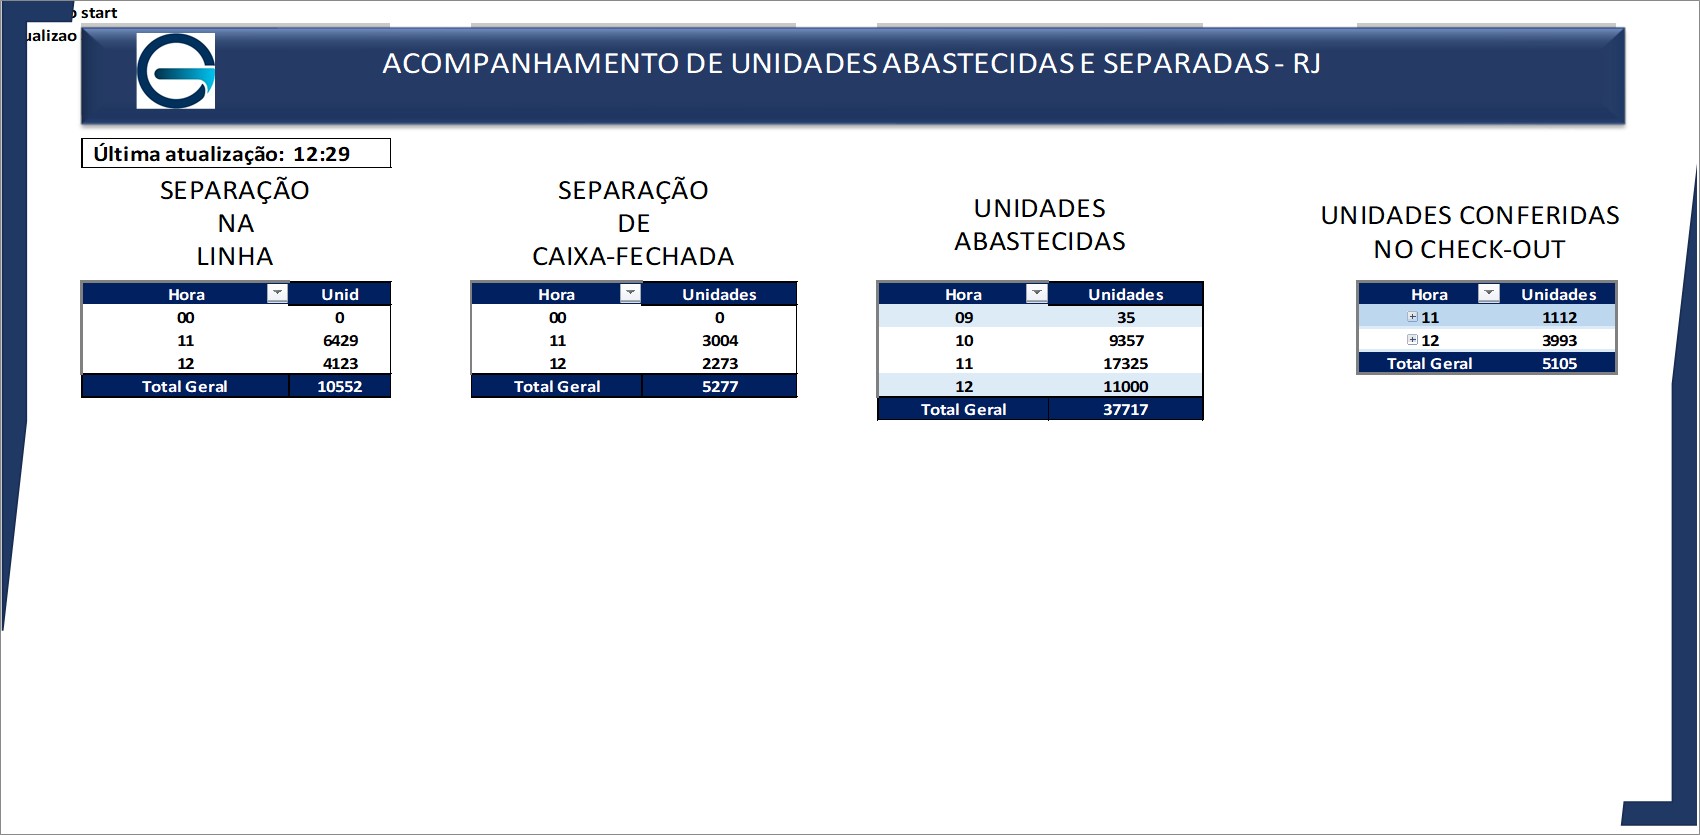 start
ualizao
ACOMPANHAMENTO DE UNIDADES ABASTECIDAS E SEPARADAS - RJ
Última atualização: 12:29
SEPARAÇÃO
NA
LINHA
Hora Unid
00 0
11 6429
12 4123
Total Geral 10552
SEPARAÇÃO
DE
CAIXA-FECHADA
Hora Unidades
00 0
11 3004
12 2273
Total Geral 5277
UNIDADES
ABASTECIDAS
Hora Unidades
09 35
10 9357
11 17325
12 11000
Total Geral 37717
UNIDADES CONFERIDAS
NO CHECK-OUT
Hora Unidades
11 1112
12 3993
Total Geral 5105